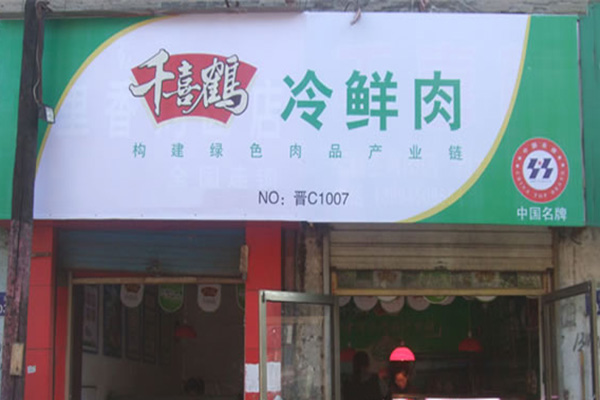 千喜鹤 冷鲜肉
构建绿色肉品产业链
NO：晋C1007
中国名牌